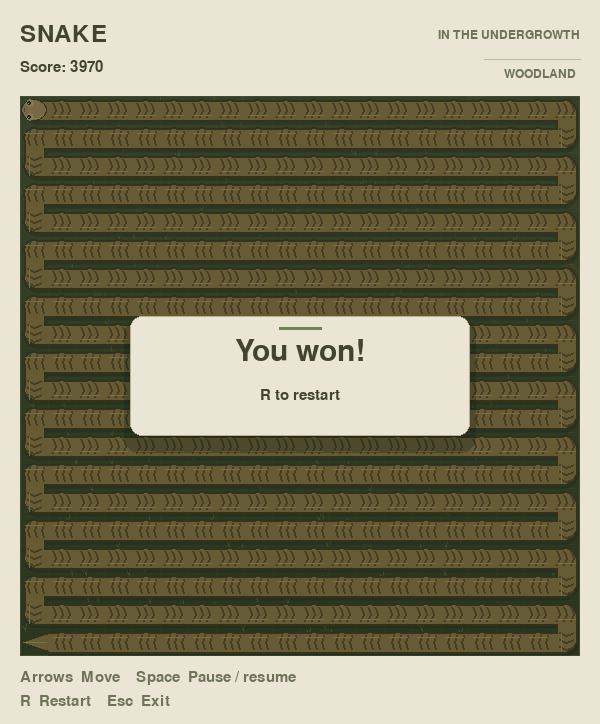 SNAKE
IN THE UNDERGROWTH
Score: 3970
WOODLAND
You won!
R to restart
Arrows Move Space Pause / resume
R Restart Esc Exit